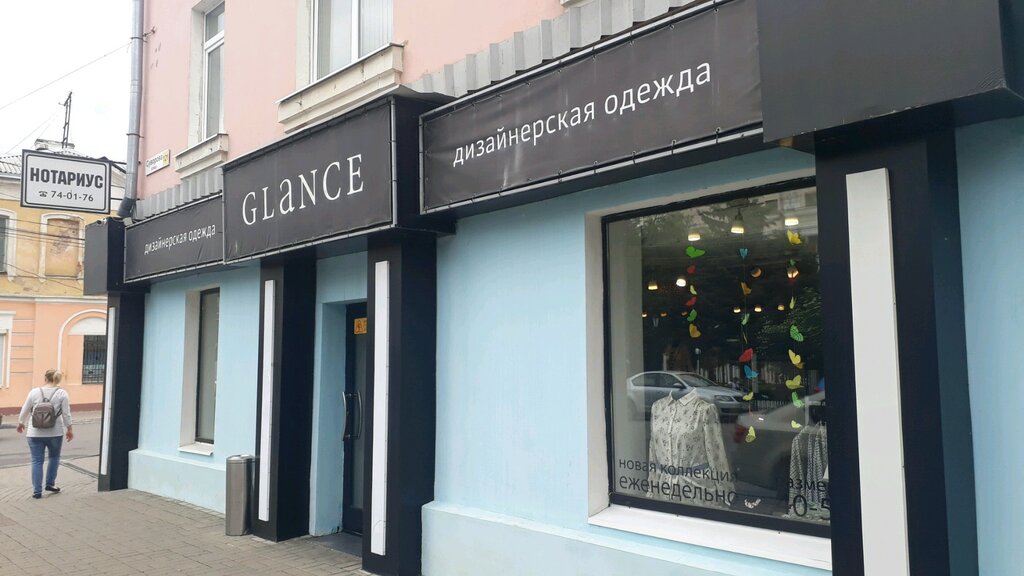 НОТАРИУС
☎ 74-01-76
дизайнерская одежда
GLaNCE
дизайнерская одежда
новая коллекция
еженедельно